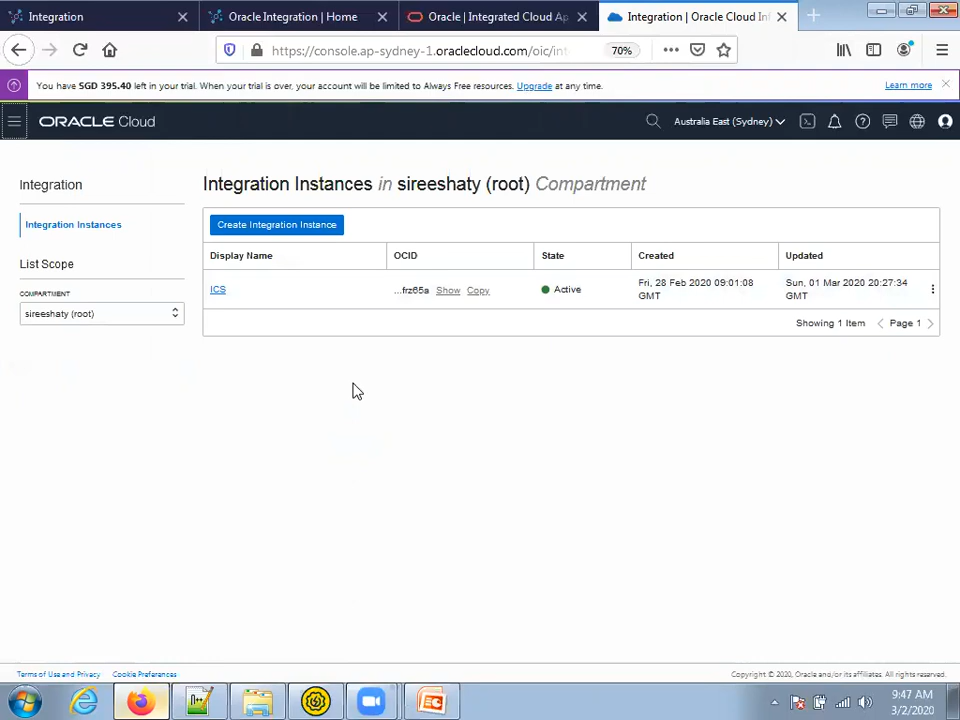 Integration
Oracle Integration | Home
Oracle | Integrated Cloud Ap
Integration | Oracle Cloud Inf
https://console.ap-sydney-1.oraclecloud.com/oic/int
70%
You have SGD 395.40 left in your trial. When your trial is over, your account will be limited to Always Free resources. Upgrade at any time.
Learn more
ORACLE Cloud
Australia East (Sydney)
Integration
Integration Instances
List Scope
COMPARTMENT
sireeshaty (root)
Integration Instances in sireeshaty (root) Compartment
Create Integration Instance
Display Name OCID State Created Updated
ICS ...frz65a Show Copy Active Fri, 28 Feb 2020 09:01:08 GMT Sun, 01 Mar 2020 20:27:34 GMT
Showing 1 Item Page 1
Terms of Use and Privacy Cookie Preferences
Copyright © 2020, Oracle and/or its affiliates. All rights reserved.
9:47 AM
3/2/2020